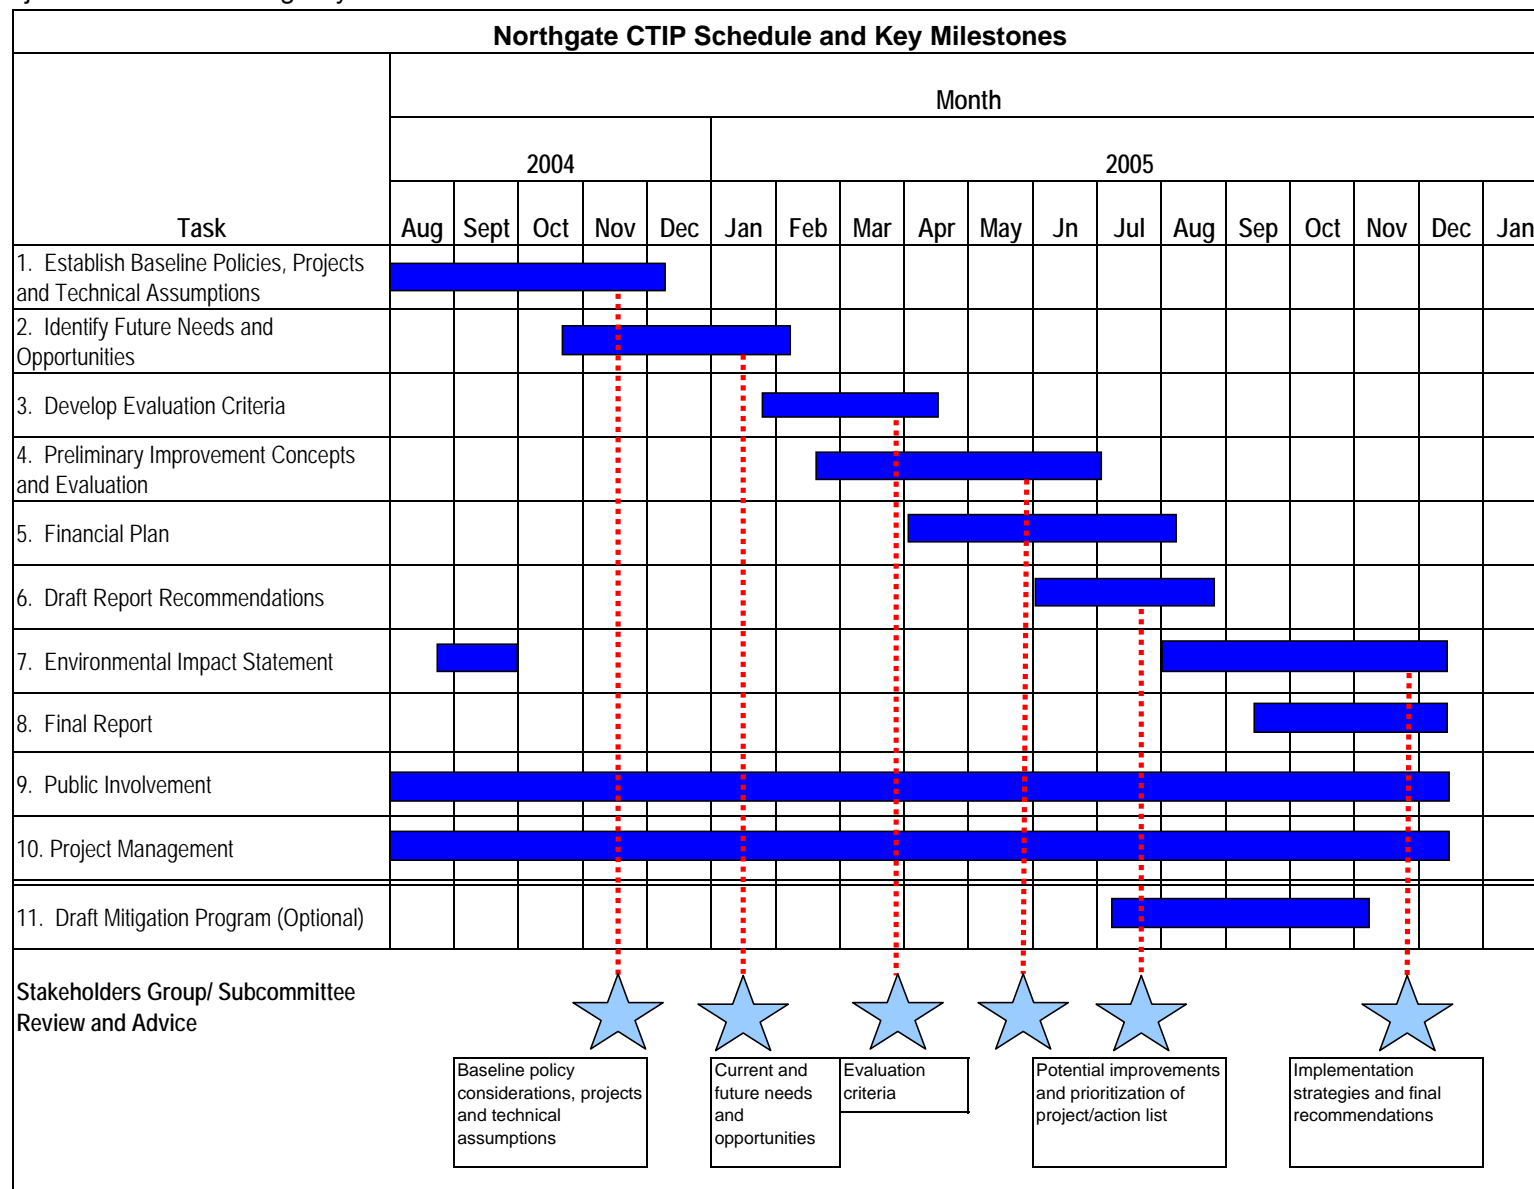 Northgate CTIP Schedule and Key Milestones
Month
2004 2005
Task Aug Sept Oct Nov Dec Jan Feb Mar Apr May Jn Jul Aug Sep Oct Nov Dec Jan
1. Establish Baseline Policies, Projects
and Technical Assumptions
2. Identify Future Needs and
Opportunities
3. Develop Evaluation Criteria
4. Preliminary Improvement Concepts
and Evaluation
5. Financial Plan
6. Draft Report Recommendations
7. Environmental Impact Statement
8. Final Report
9. Public Involvement
10. Project Management
11. Draft Mitigation Program (Optional)
Stakeholders Group/ Subcommittee
Review and Advice
Baseline policy
considerations, projects
and technical
assumptions
Current and
future needs
and
opportunities
Evaluation
criteria
Potential improvements
and prioritization of
project/action list
Implementation
strategies and final
recommendations